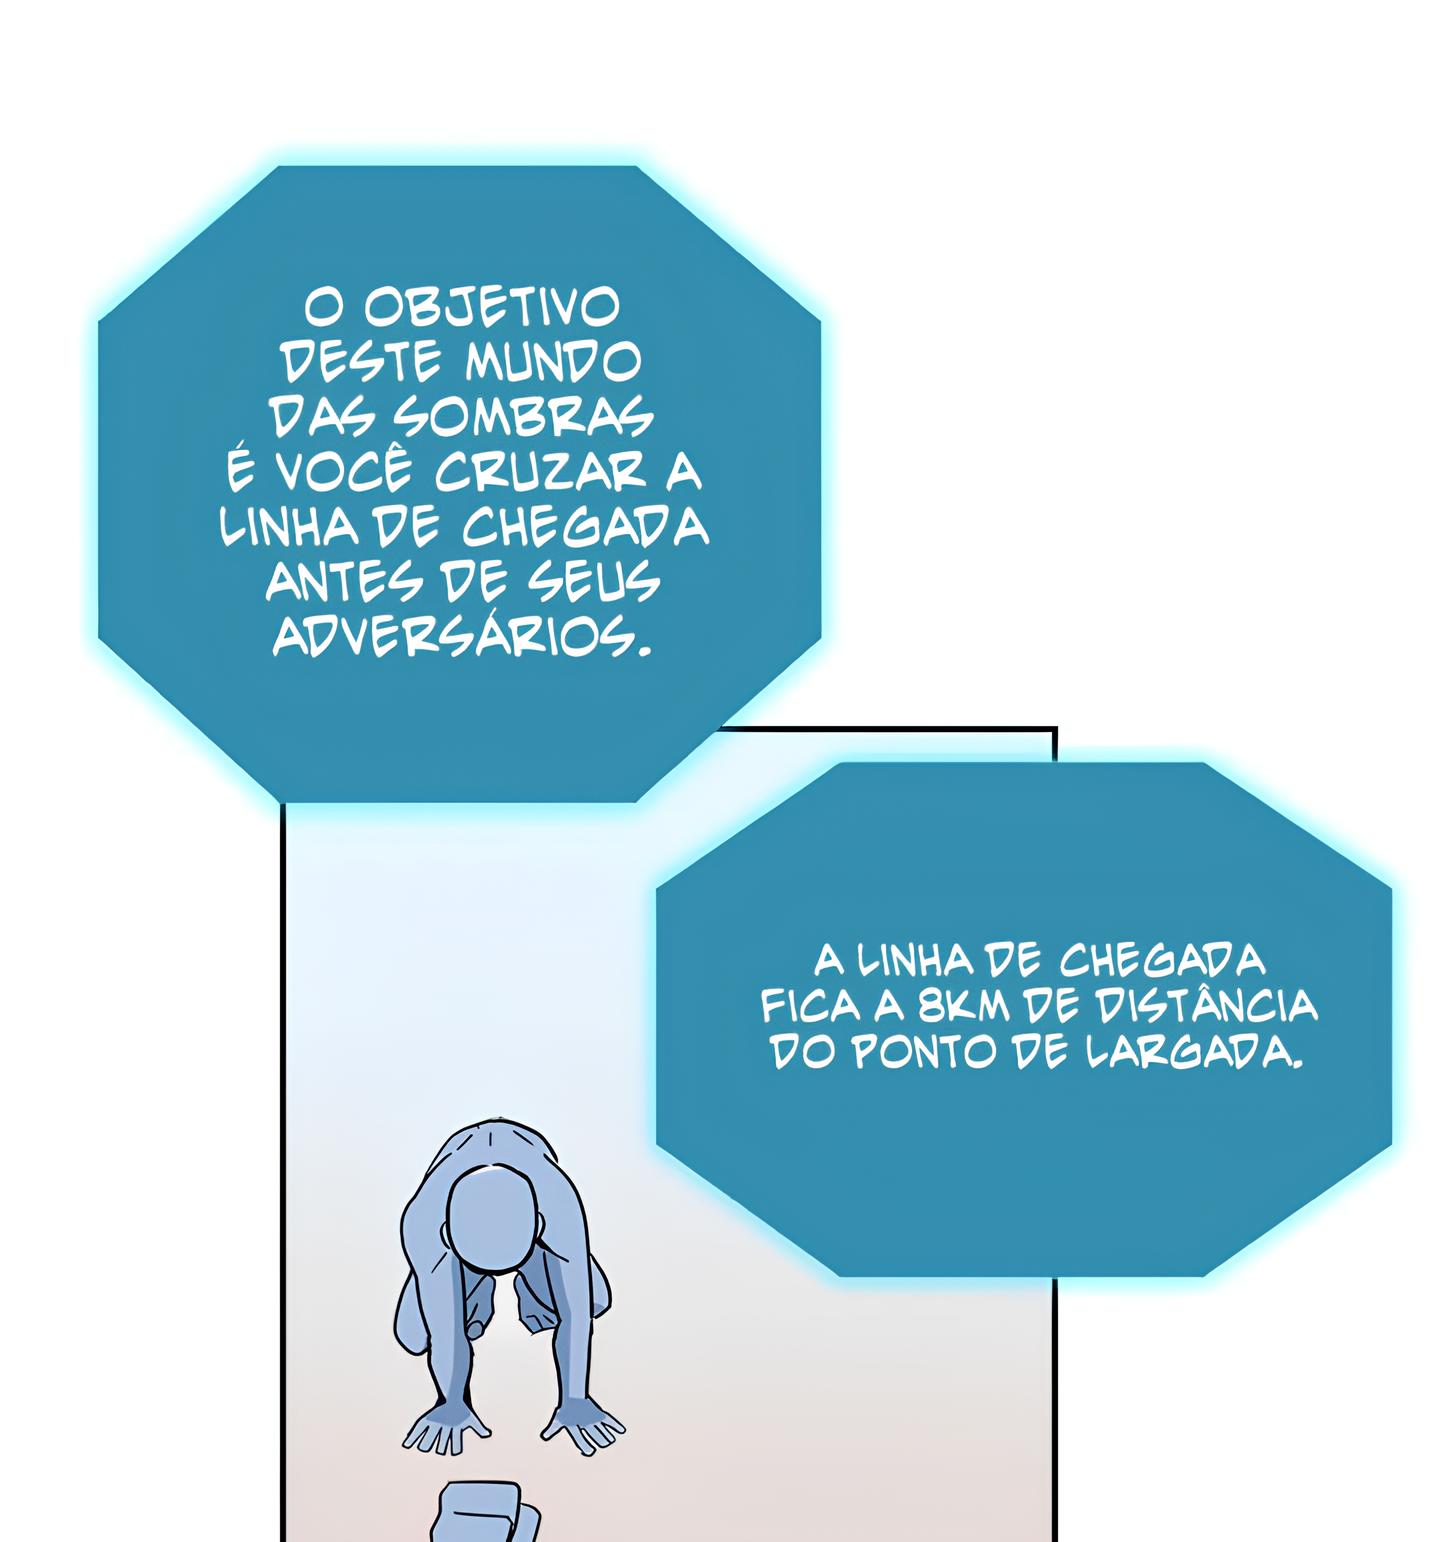 O OBJETIVO
DESTE MUNDO
DAS SOMBRAS
É VOCÊ CRUZAR A
LINHA DE CHEGADA
ANTES DE SEUS
ADVERSÁRIOS.
A LINHA DE CHEGADA
FICA A 8KM DE DISTÂNCIA
DO PONTO DE LARGADA.